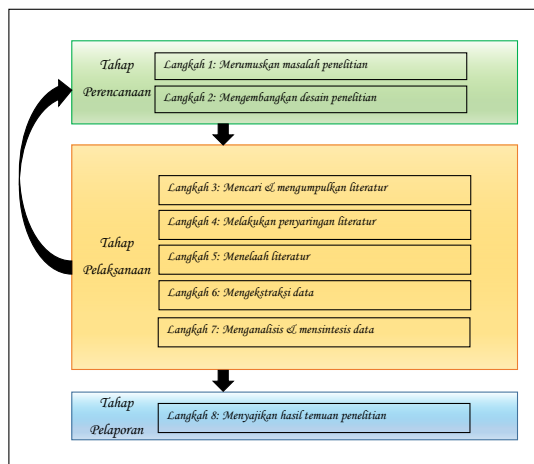 Tahap
Perencanaan
Langkah 1: Merumuskan masalah penelitian
Langkah 2: Mengembangkan desain penelitian
Tahap
Pelaksanaan
Langkah 3: Mencari & mengumpulkan literatur
Langkah 4: Melakukan penyaringan literatur
Langkah 5: Menelaah literatur
Langkah 6: Mengekstraksi data
Langkah 7: Menganalisis & mensintesis data
Tahap
Pelaporan
Langkah 8: Menyajikan hasil temuan penelitian